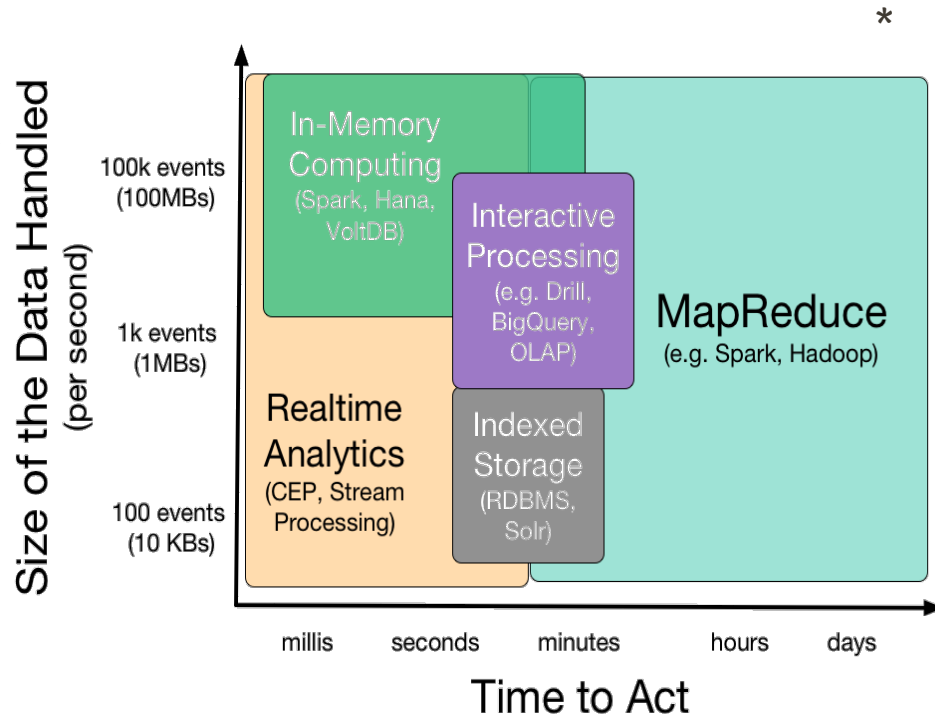 *
Size of the Data Handled
(per second)
100k events
(100MBs)
1k events
(1MBs)
100 events
(10 KBs)
In-Memory
Computing
(Spark, Hana,
VoltDB)
Interactive
Processing
(e.g. Drill,
BigQuery,
OLAP)
MapReduce
(e.g. Spark, Hadoop)
Realtime
Analytics
(CEP, Stream
Processing)
Indexed
Storage
(RDBMS,
Solr)
millis seconds minutes hours days
Time to Act